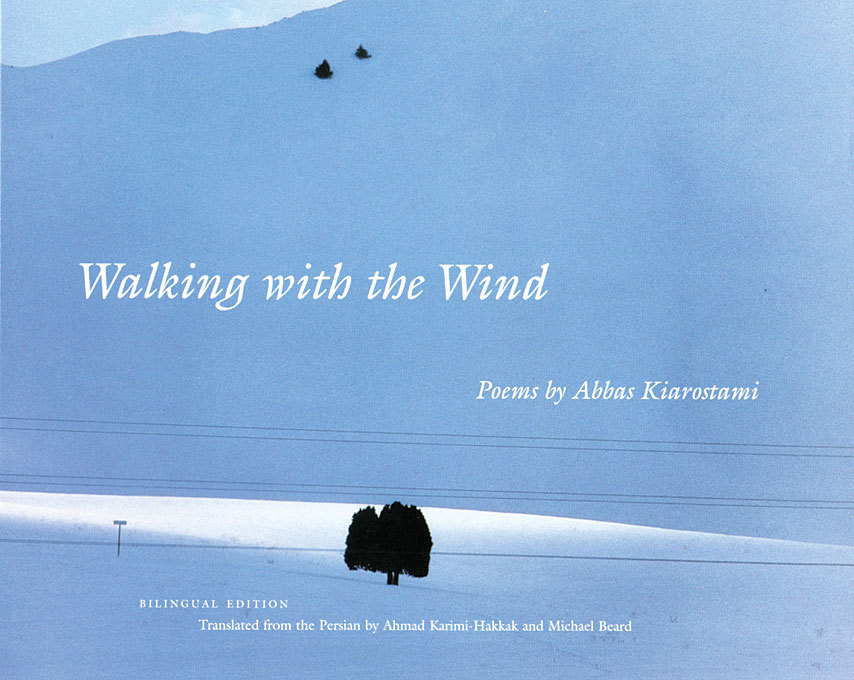 Walking with the Wind
Poems by Abbas Kiarostami
BILINGUAL EDITION
Translated from the Persian by Ahmad Karimi-Hakkak and Michael Beard